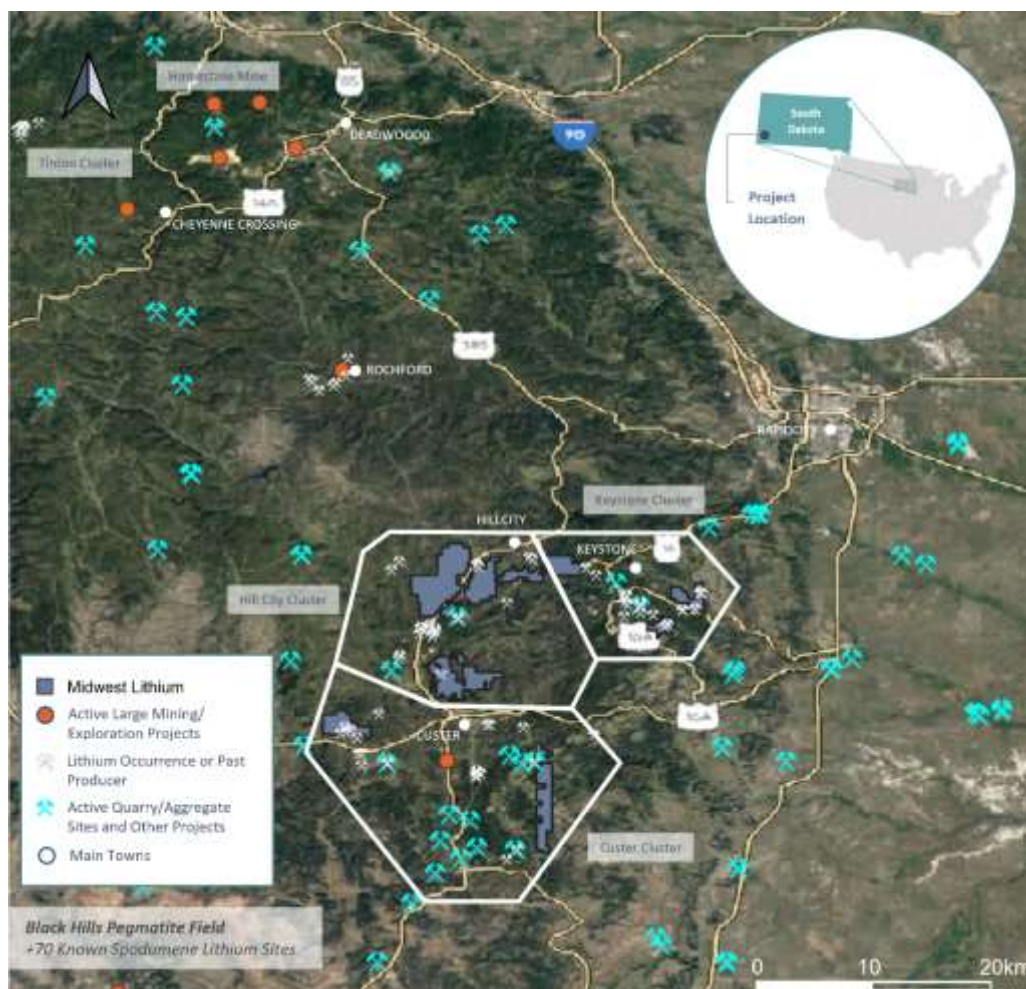 Homestake Mine
Tinton Cluster
DEADWOOD
90
South
Dakota
Project
Location
CHEYENNE CROSSING
ROCHFORD
RAPID CITY
Keystone Cluster
HILL CITY
KEYSTONE
16
Hill City Cluster
Midwest Lithium
Active Large Mining/
Exploration Projects
Lithium Occurrence or Past
Producer
Active Quarry/Aggregate
Sites and Other Projects
Main Towns
CUSTER
Custer Cluster
Black Hills Pegmatite Field
+70 Known Spodumene Lithium Sites
0 10 20km